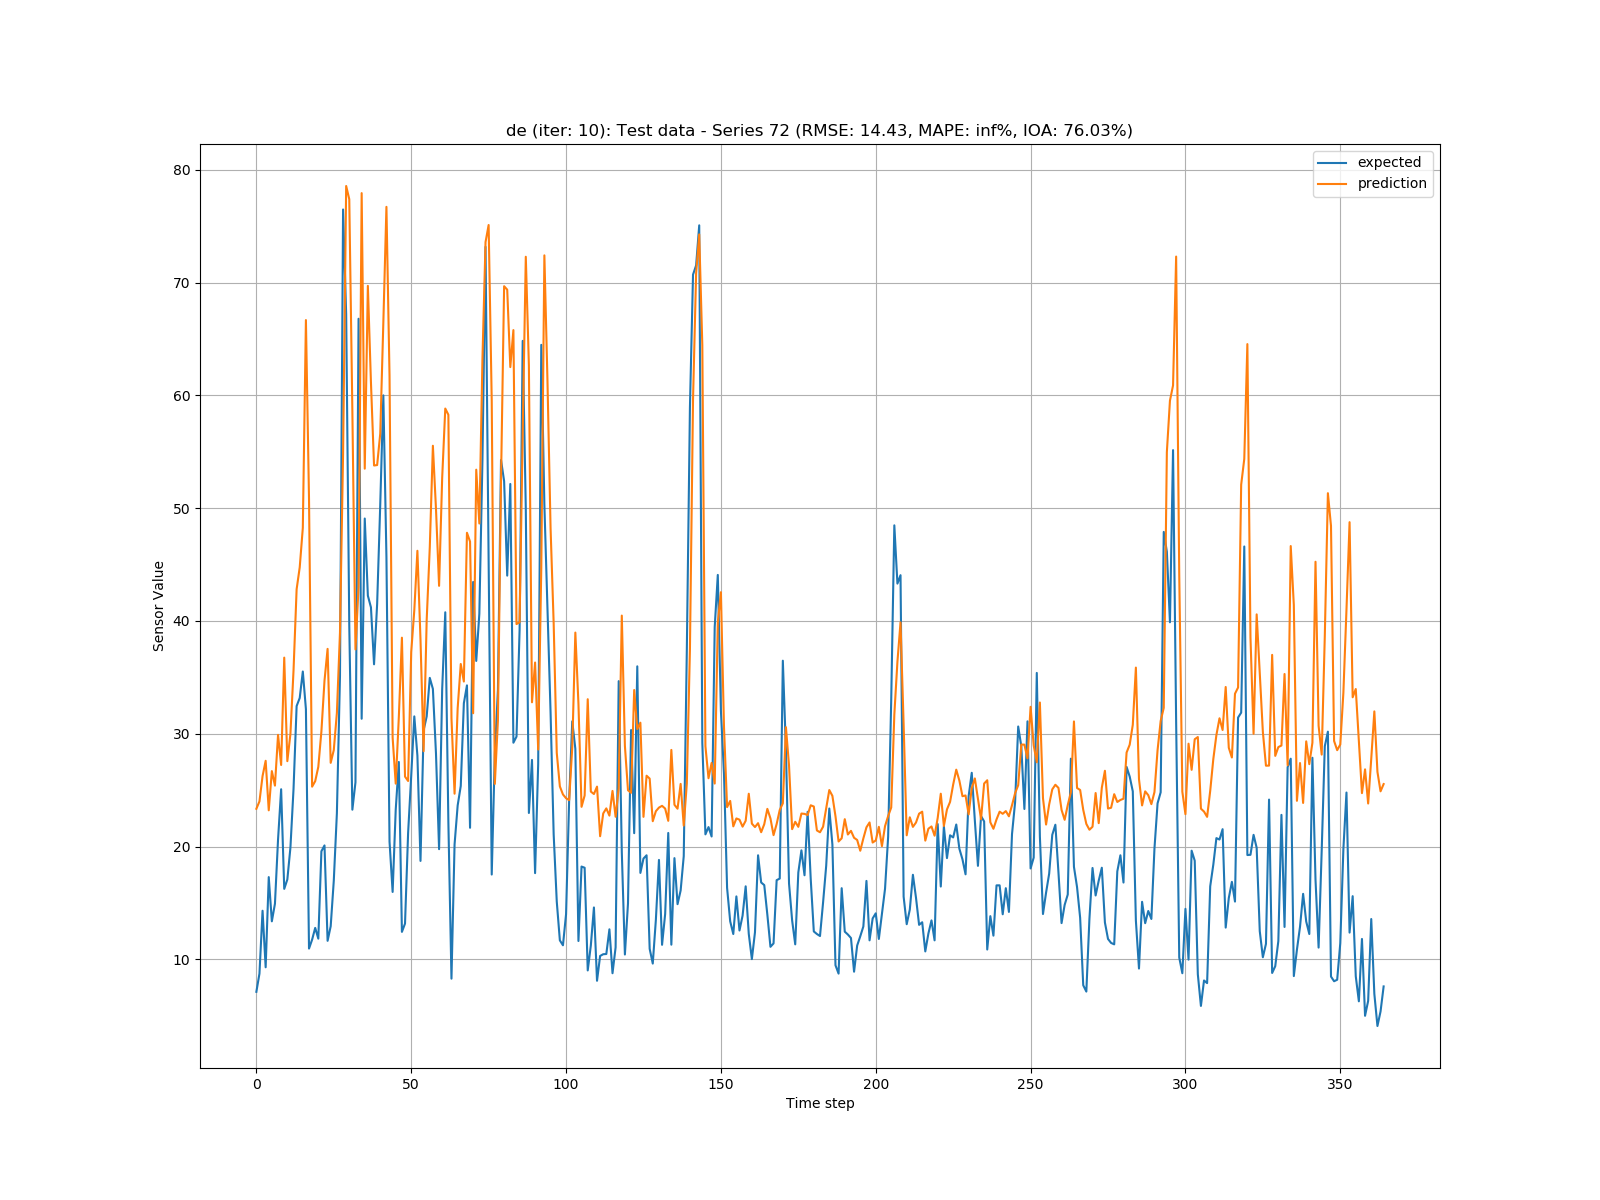 de (iter: 10): Test data - Series 72 (RMSE: 14.43, MAPE: inf%, IOA: 76.03%)
expected
prediction
80
70
60
50
40
30
20
10
Sensor Value
0 50 100 150 200 250 300 350
Time step